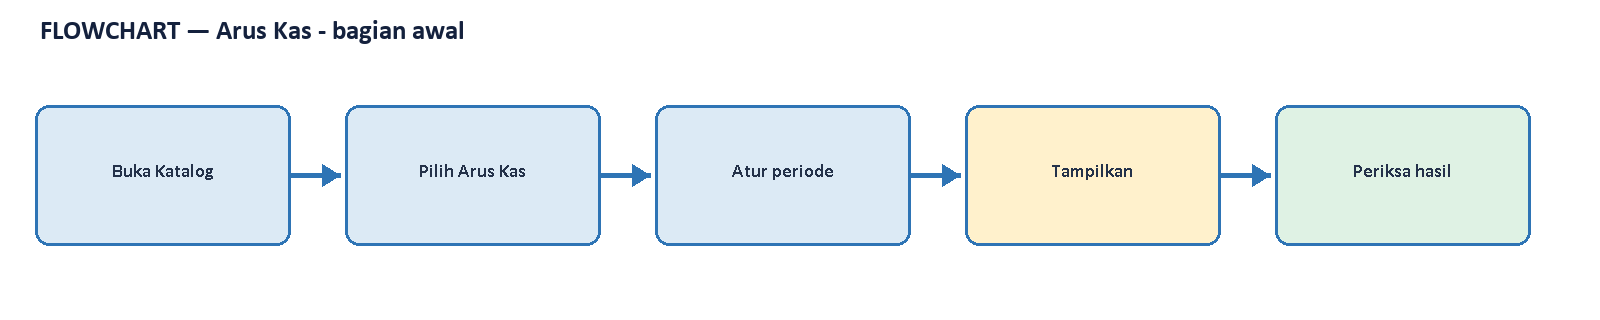 FLOWCHART — Arus Kas - bagian awal
Buka Katalog
Pilih Arus Kas
Atur periode
Tampilkan
Periksa hasil